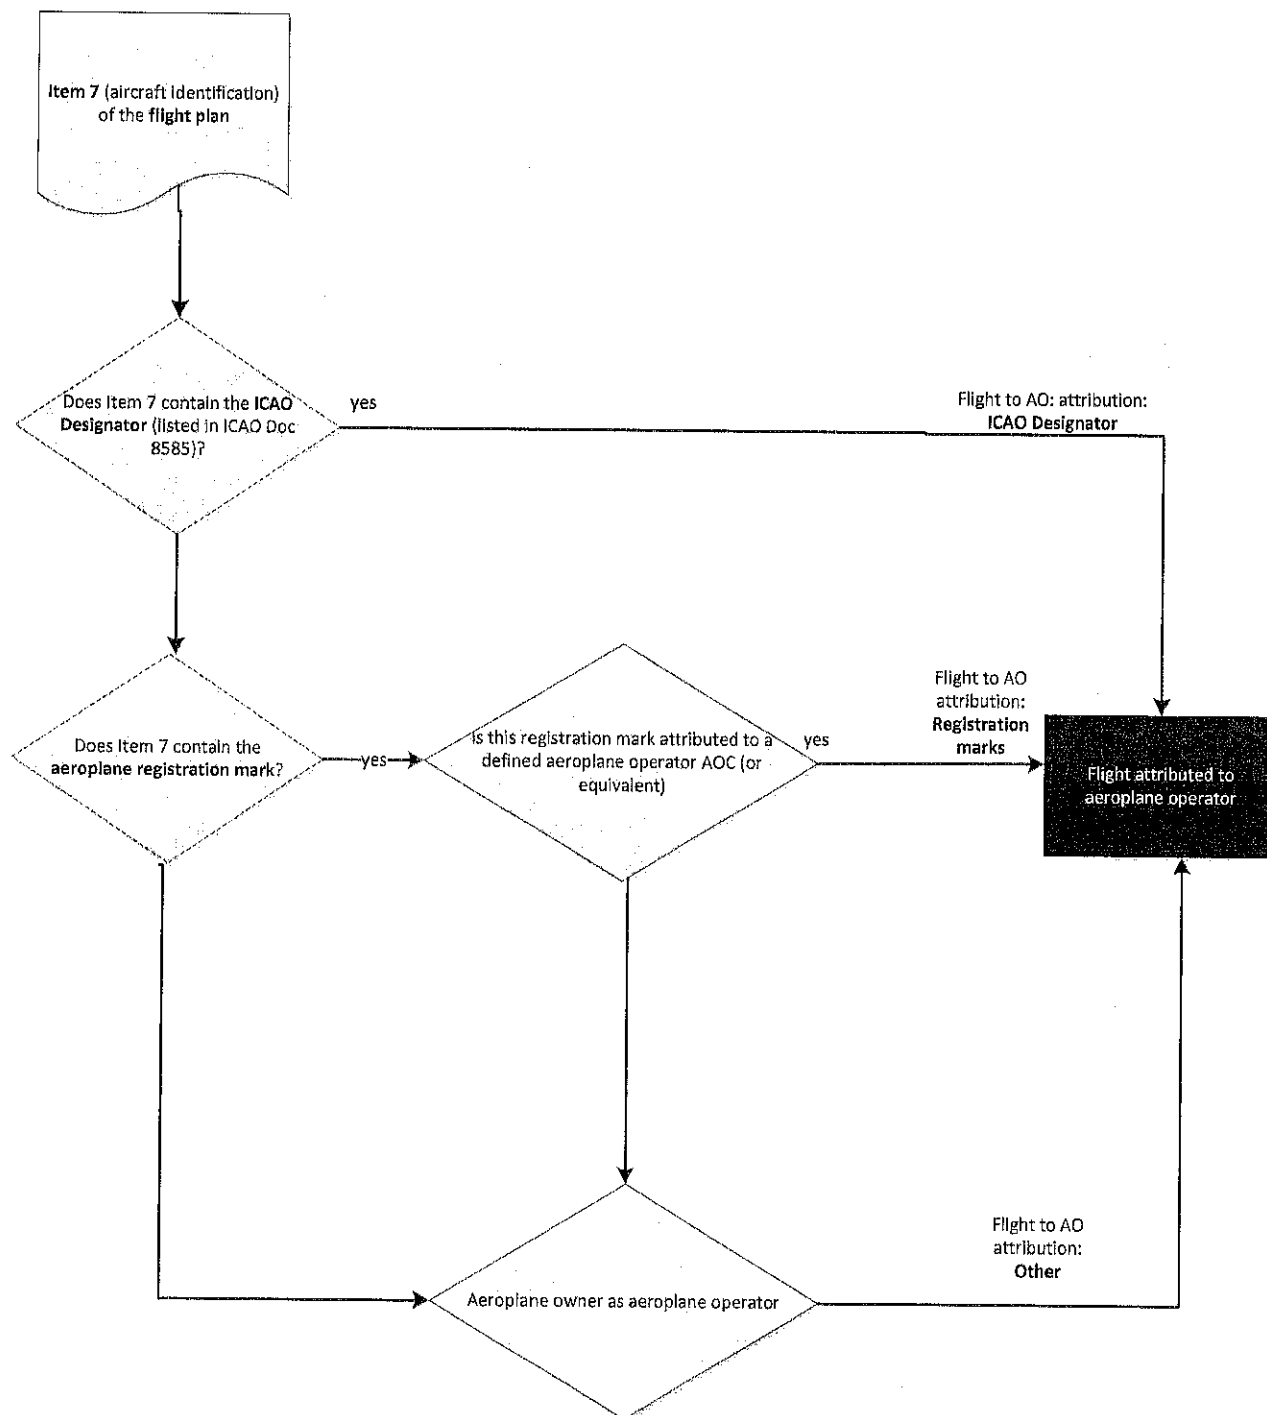 Item 7 (aircraft identification)
of the flight plan
Does Item 7 contain the ICAO
Designator (listed in ICAO Doc
8585)?
yes
Flight to AO: attribution:
ICAO Designator
Does Item 7 contain the
aeroplane registration mark?
yes
Is this registration mark attributed to a
defined aeroplane operator AOC (or
equivalent)
yes
Flight to AO
attribution:
Registration
marks
Flight attributed to
aeroplane operator
Aeroplane owner as aeroplane operator
Flight to AO
attribution:
Other